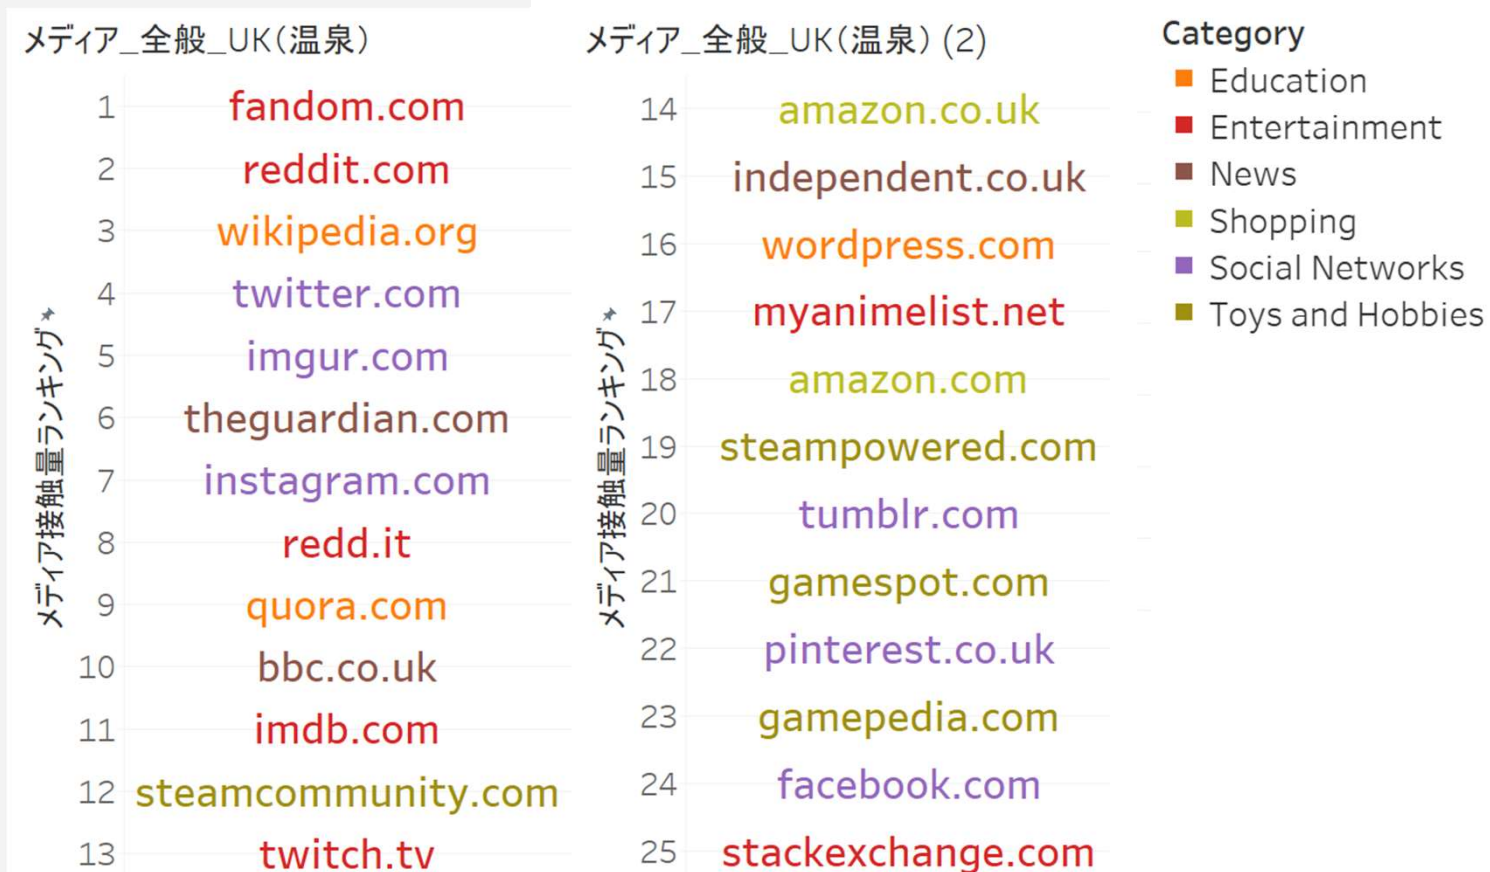 メディア_全般_UK(温泉)
メディア接触量ランキング
1 fandom.com
2 reddit.com
3 wikipedia.org
4 twitter.com
5 imgur.com
6 theguardian.com
7 instagram.com
8 redd.it
9 quora.com
10 bbc.co.uk
11 imdb.com
12 steamcommunity.com
13 twitch.tv
メディア_全般_UK(温泉) (2)
メディア接触量ランキング
14 amazon.co.uk
15 independent.co.uk
16 wordpress.com
17 myanimelist.net
18 amazon.com
19 steampowered.com
20 tumblr.com
21 gamespot.com
22 pinterest.co.uk
23 gamepedia.com
24 facebook.com
25 stackexchange.com
Category
Education
Entertainment
News
Shopping
Social Networks
Toys and Hobbies